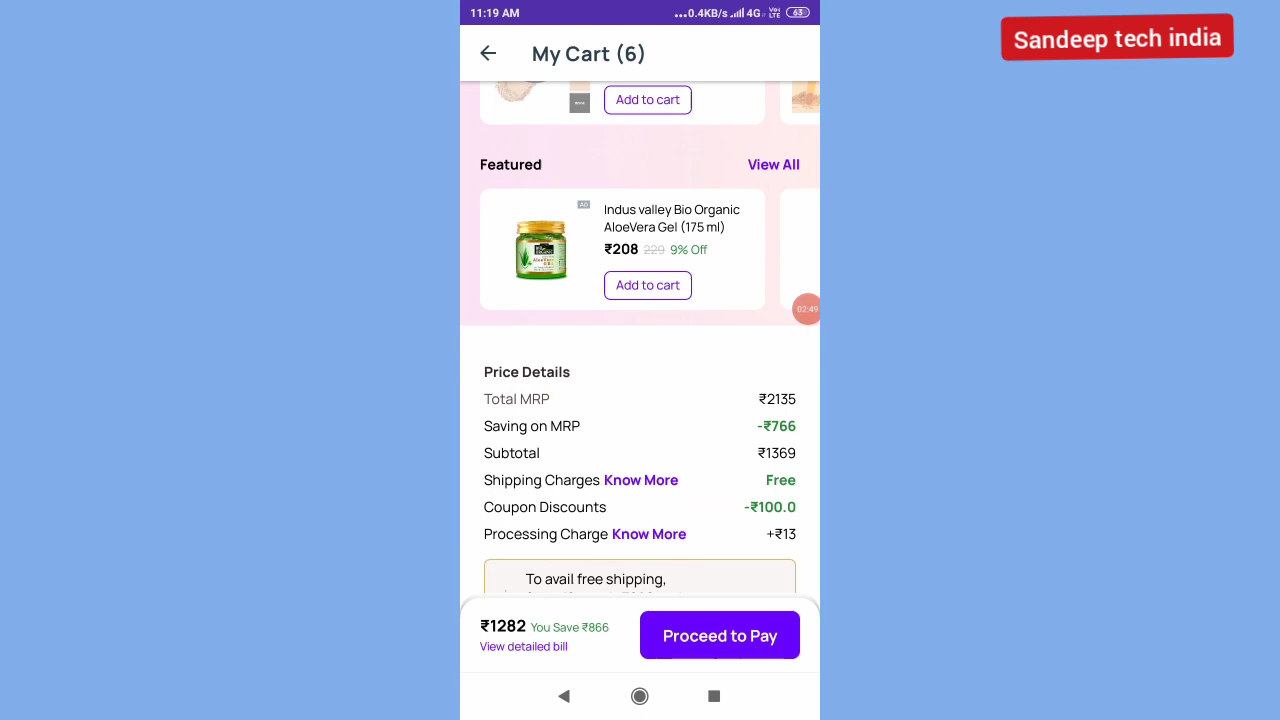 11:19 AM
...0.4KB/s 4G Vo LTE 63
Sandeep tech india
My Cart (6)
Add to cart
Featured
View All
AD
Indus valley Bio Organic
AloeVera Gel (175 ml)
₹208 229 9% Off
Add to cart
02:49
Price Details
Total MRP ₹2135
Saving on MRP -₹766
Subtotal ₹1369
Shipping Charges Know More Free
Coupon Discounts -₹100.0
Processing Charge Know More +₹13
To avail free shipping,
₹1282 You Save ₹866
View detailed bill
Proceed to Pay